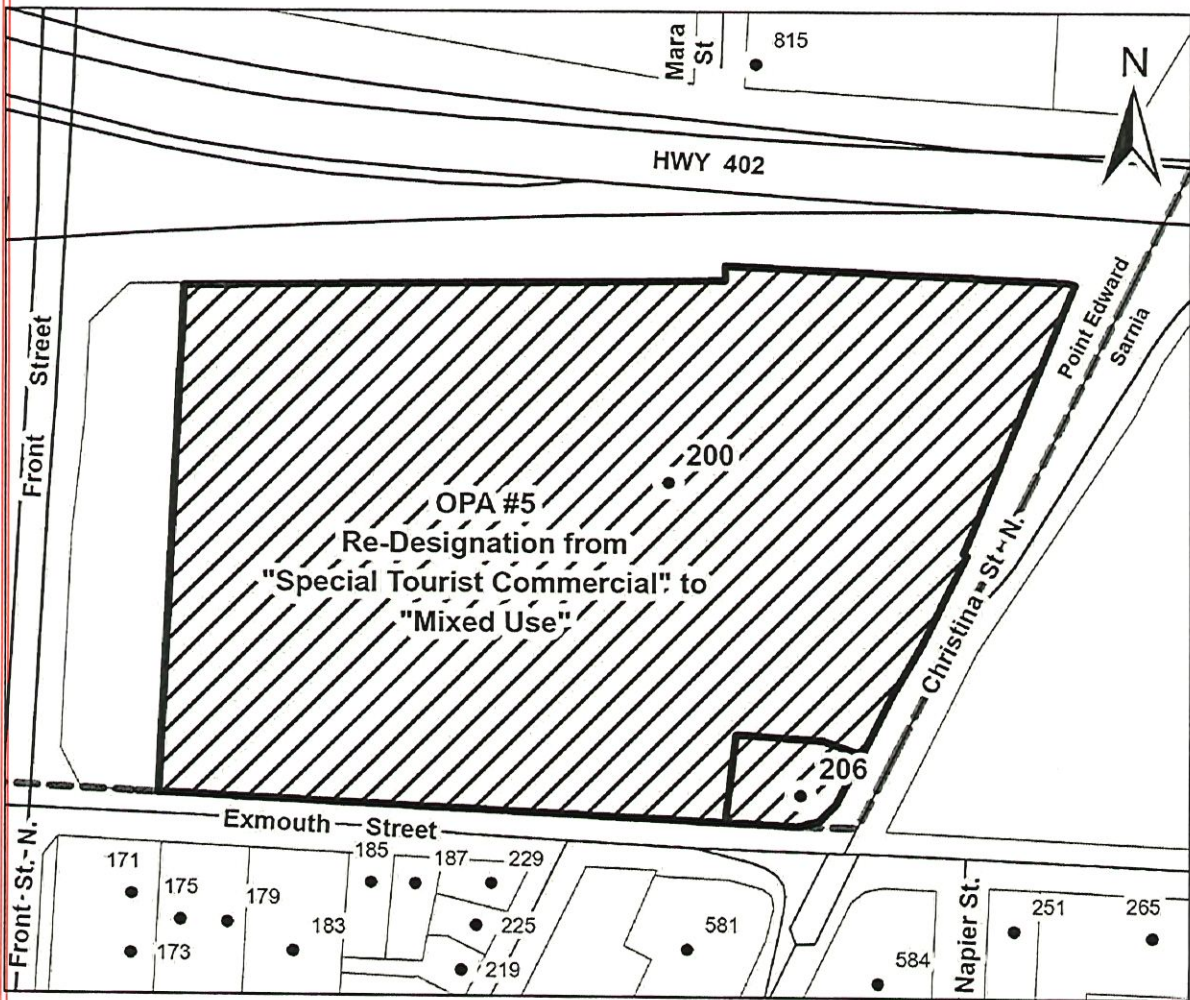 Mara
St
815
N
HWY 402
Point Edward
Sarnia
Front Street
200
OPA #5
Re-Designation from
"Special Tourist Commercial" to
"Mixed Use"
Christina St N.
206
Exmouth Street
Front St. N.
171
175
179
173
183
185
187
229
225
219
581
584
Napier St.
251
265